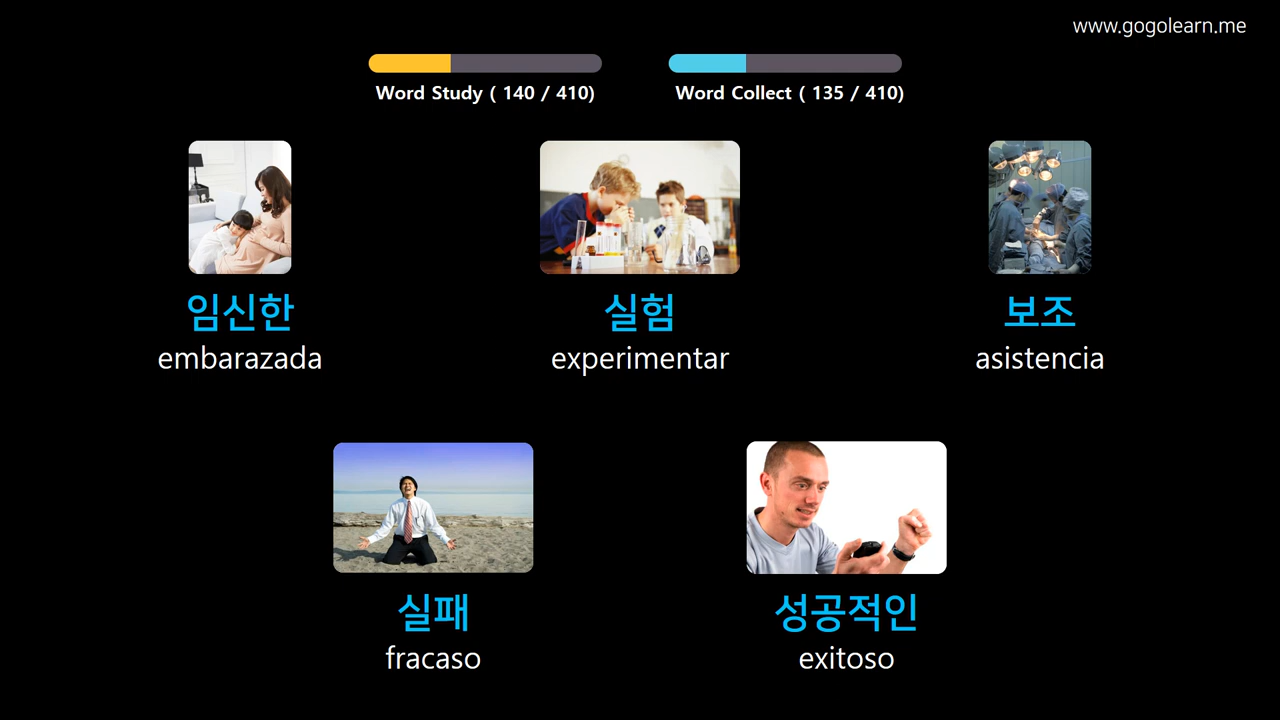 www.gogolearn.me
Word Study ( 140 / 410)
Word Collect ( 135 / 410)
임신한
embarazada
실험
experimentar
보조
asistencia
실패
fracaso
성공적인
exitoso